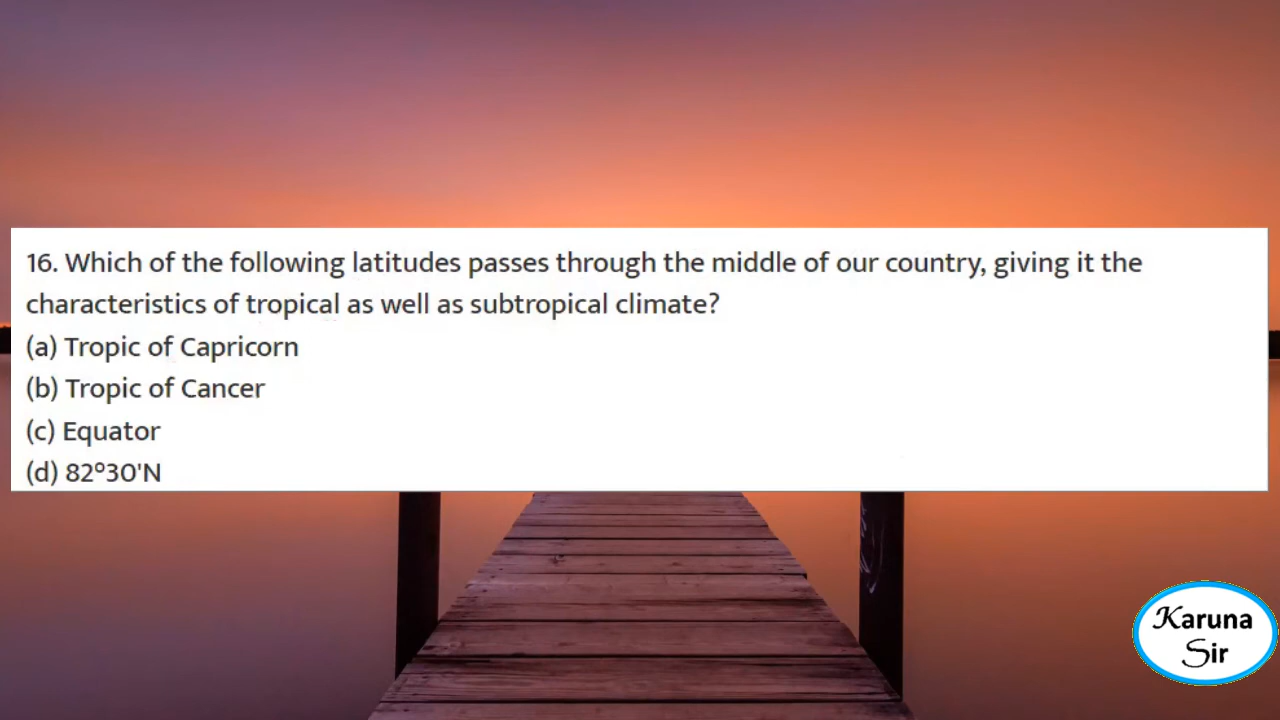 16. Which of the following latitudes passes through the middle of our country, giving it the
characteristics of tropical as well as subtropical climate?
(a) Tropic of Capricorn
(b) Tropic of Cancer
(c) Equator
(d) 82°30'N
Karuna
Sir